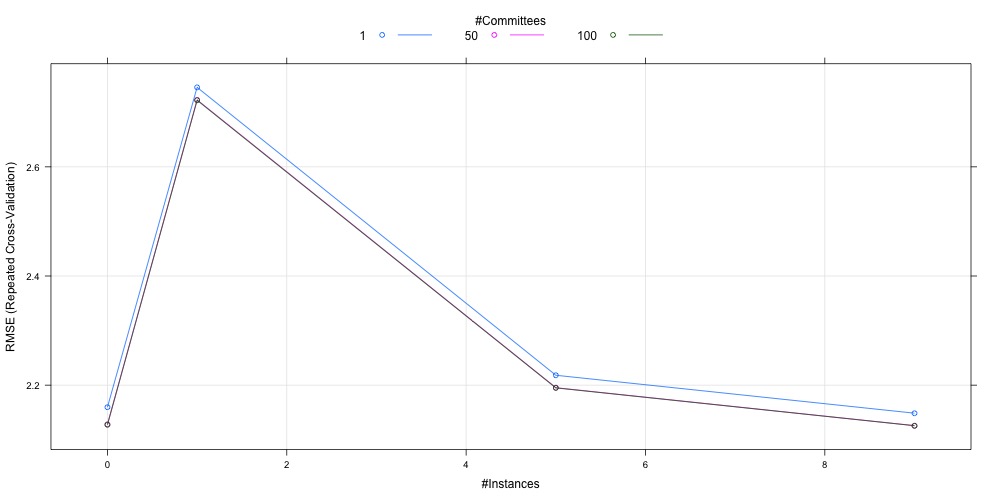 #Committees
1 50 100
RMSE (Repeated Cross-Validation)
2.6
2.4
2.2
0 2 4 6 8
#Instances